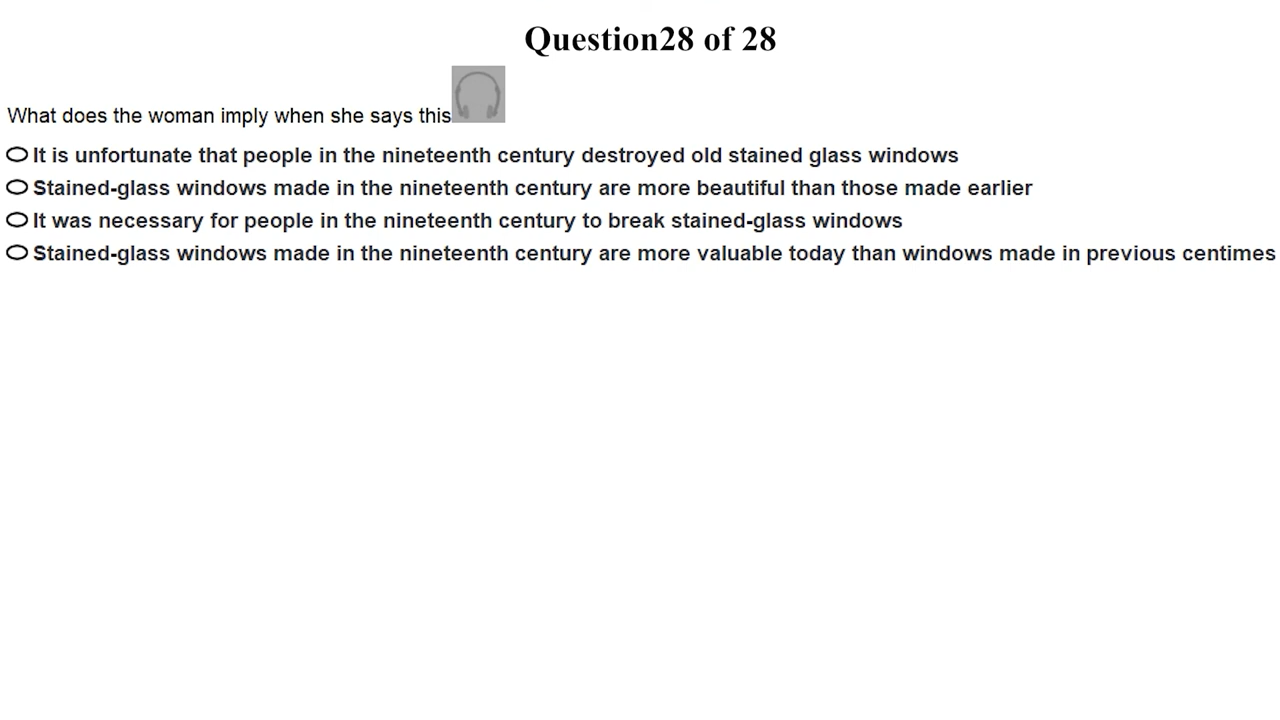 Question28 of 28
What does the woman imply when she says this
It is unfortunate that people in the nineteenth century destroyed old stained glass windows
Stained-glass windows made in the nineteenth century are more beautiful than those made earlier
It was necessary for people in the nineteenth century to break stained-glass windows
Stained-glass windows made in the nineteenth century are more valuable today than windows made in previous centimes